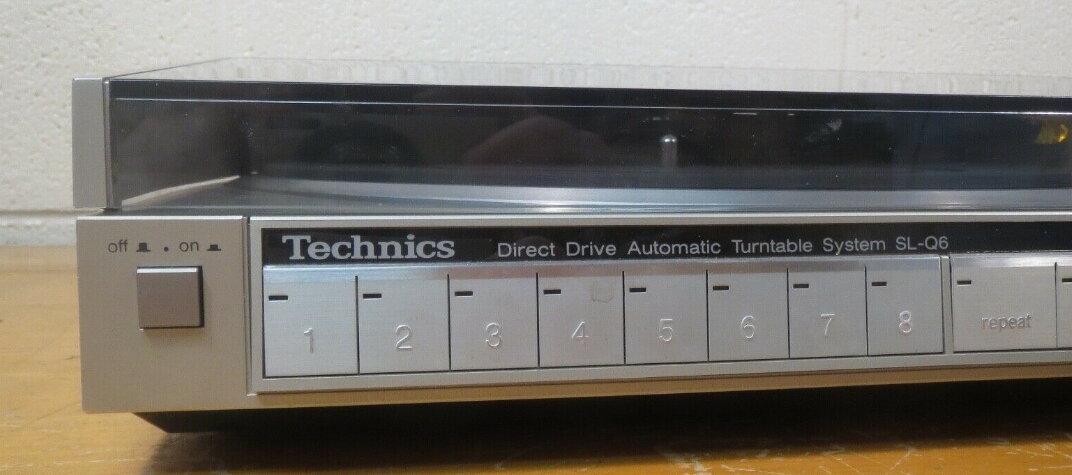 off . on
Technics Direct Drive Automatic Turntable System SL-Q6
1 2 3 4 5 6 7 8 repeat